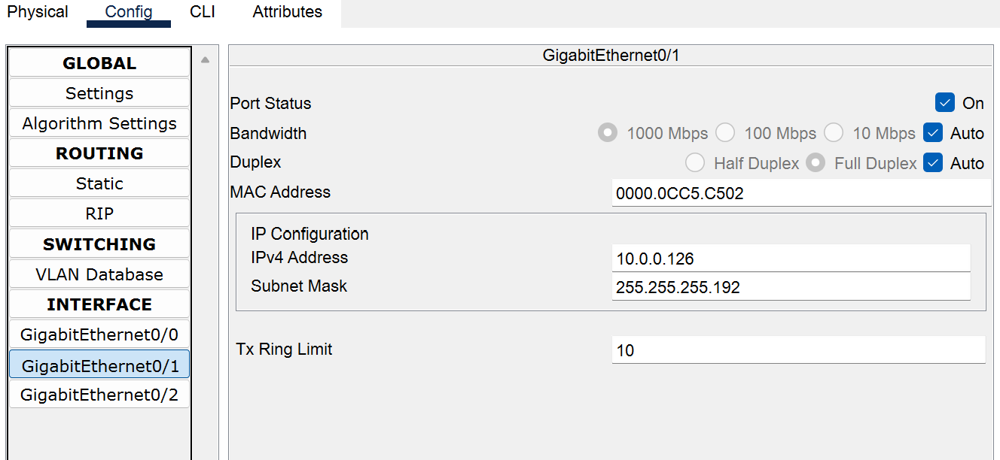 Physical Config CLI Attributes
GLOBAL
Settings
Algorithm Settings
ROUTING
Static
RIP
SWITCHING
VLAN Database
INTERFACE
GigabitEthernet0/0
GigabitEthernet0/1
GigabitEthernet0/2
GigabitEthernet0/1
Port Status On
Bandwidth 1000 Mbps 100 Mbps 10 Mbps Auto
Duplex Half Duplex Full Duplex Auto
MAC Address 0000.0CC5.C502
IP Configuration
IPv4 Address 10.0.0.126
Subnet Mask 255.255.255.192
Tx Ring Limit 10